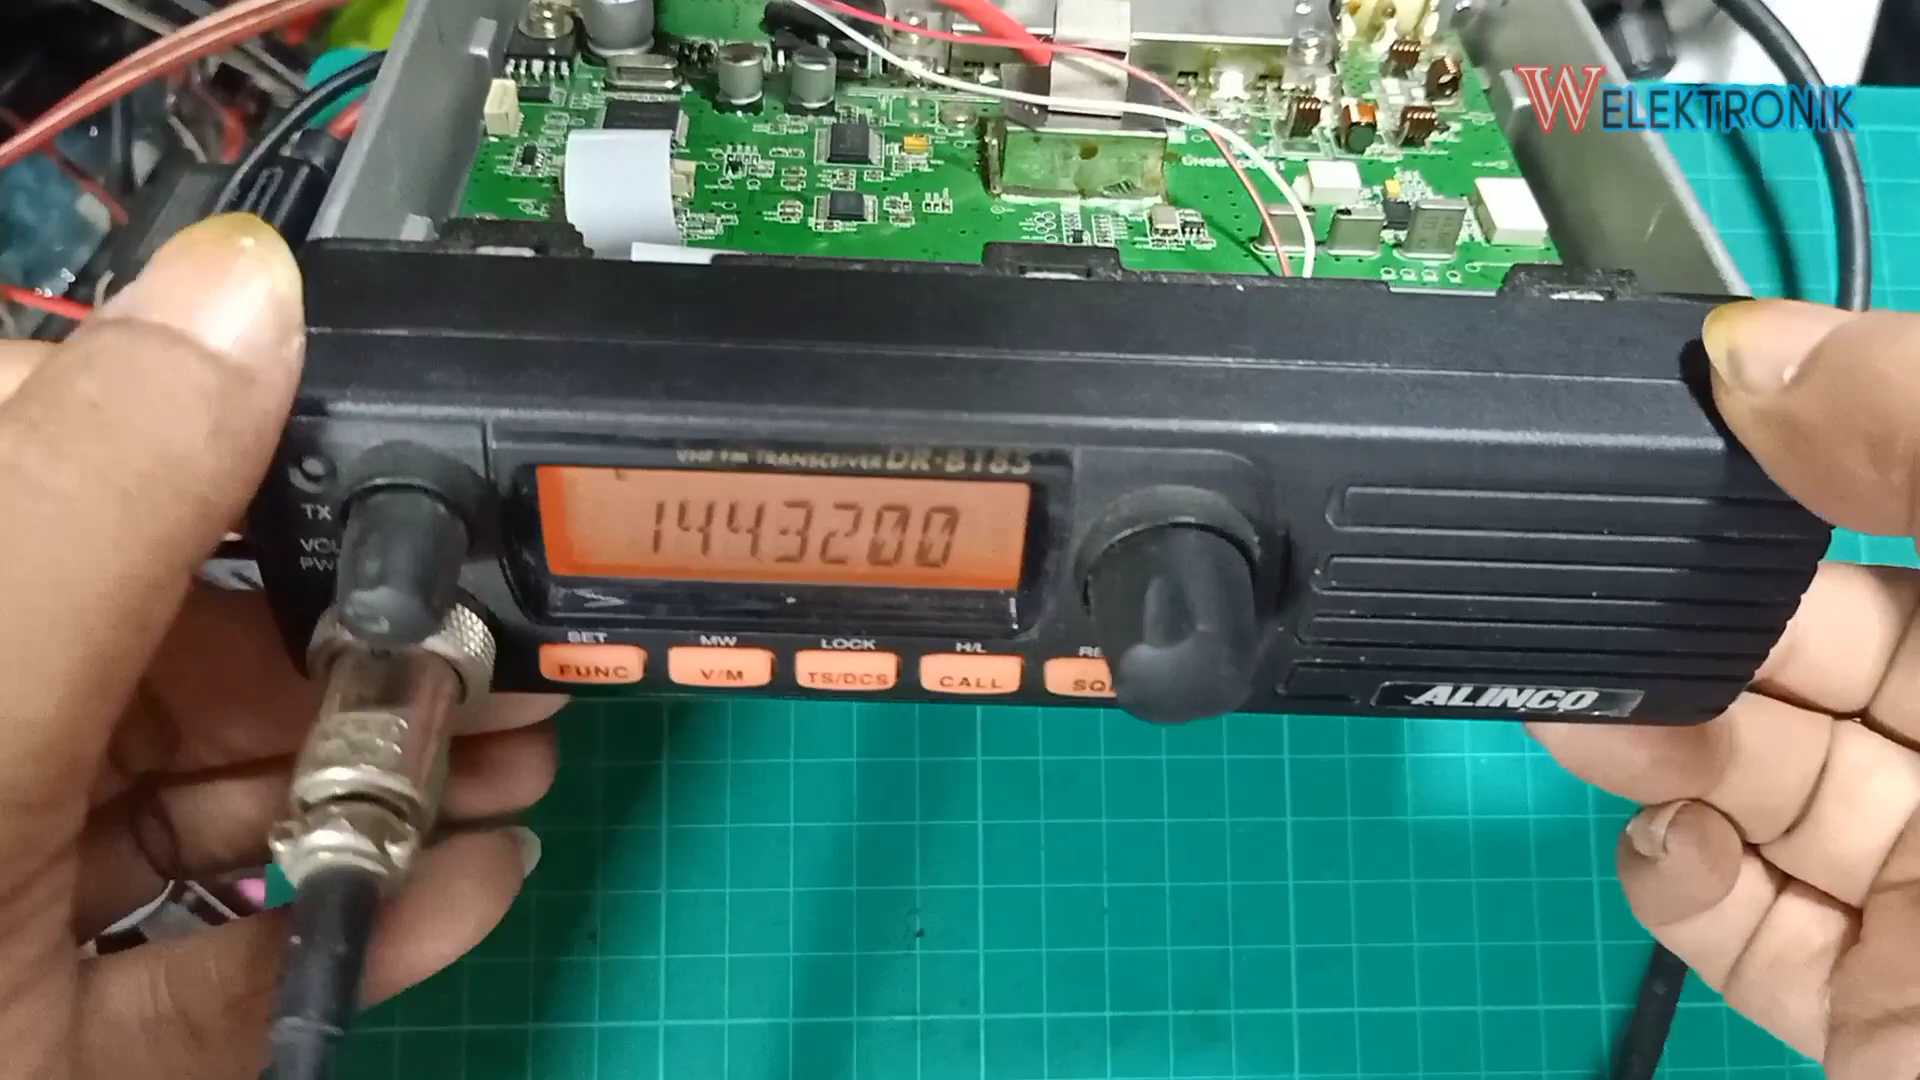 WELEKTRONIK
VHF FM TRANSCEIVER DR-B185
TX
144.3200
VOL
PW
SET MW LOCK H/L RE
FUNC V/M TS/DCS CALL SQ
ALINCO